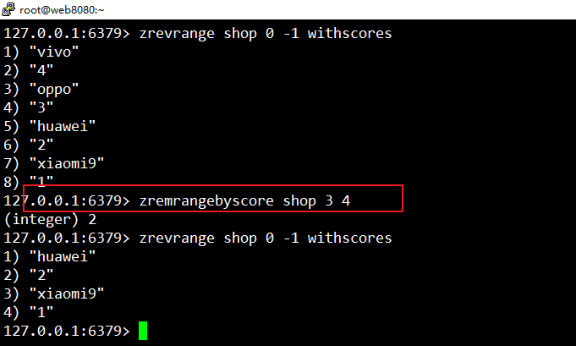 root@web8080:~
127.0.0.1:6379> zrevrange shop 0 -1 withscores
1) "vivo"
2) "4"
3) "oppo"
4) "3"
5) "huawei"
6) "2"
7) "xiaomi9"
8) "1"
127.0.0.1:6379> zremrangebyscore shop 3 4
(integer) 2
127.0.0.1:6379> zrevrange shop 0 -1 withscores
1) "huawei"
2) "2"
3) "xiaomi9"
4) "1"
127.0.0.1:6379>